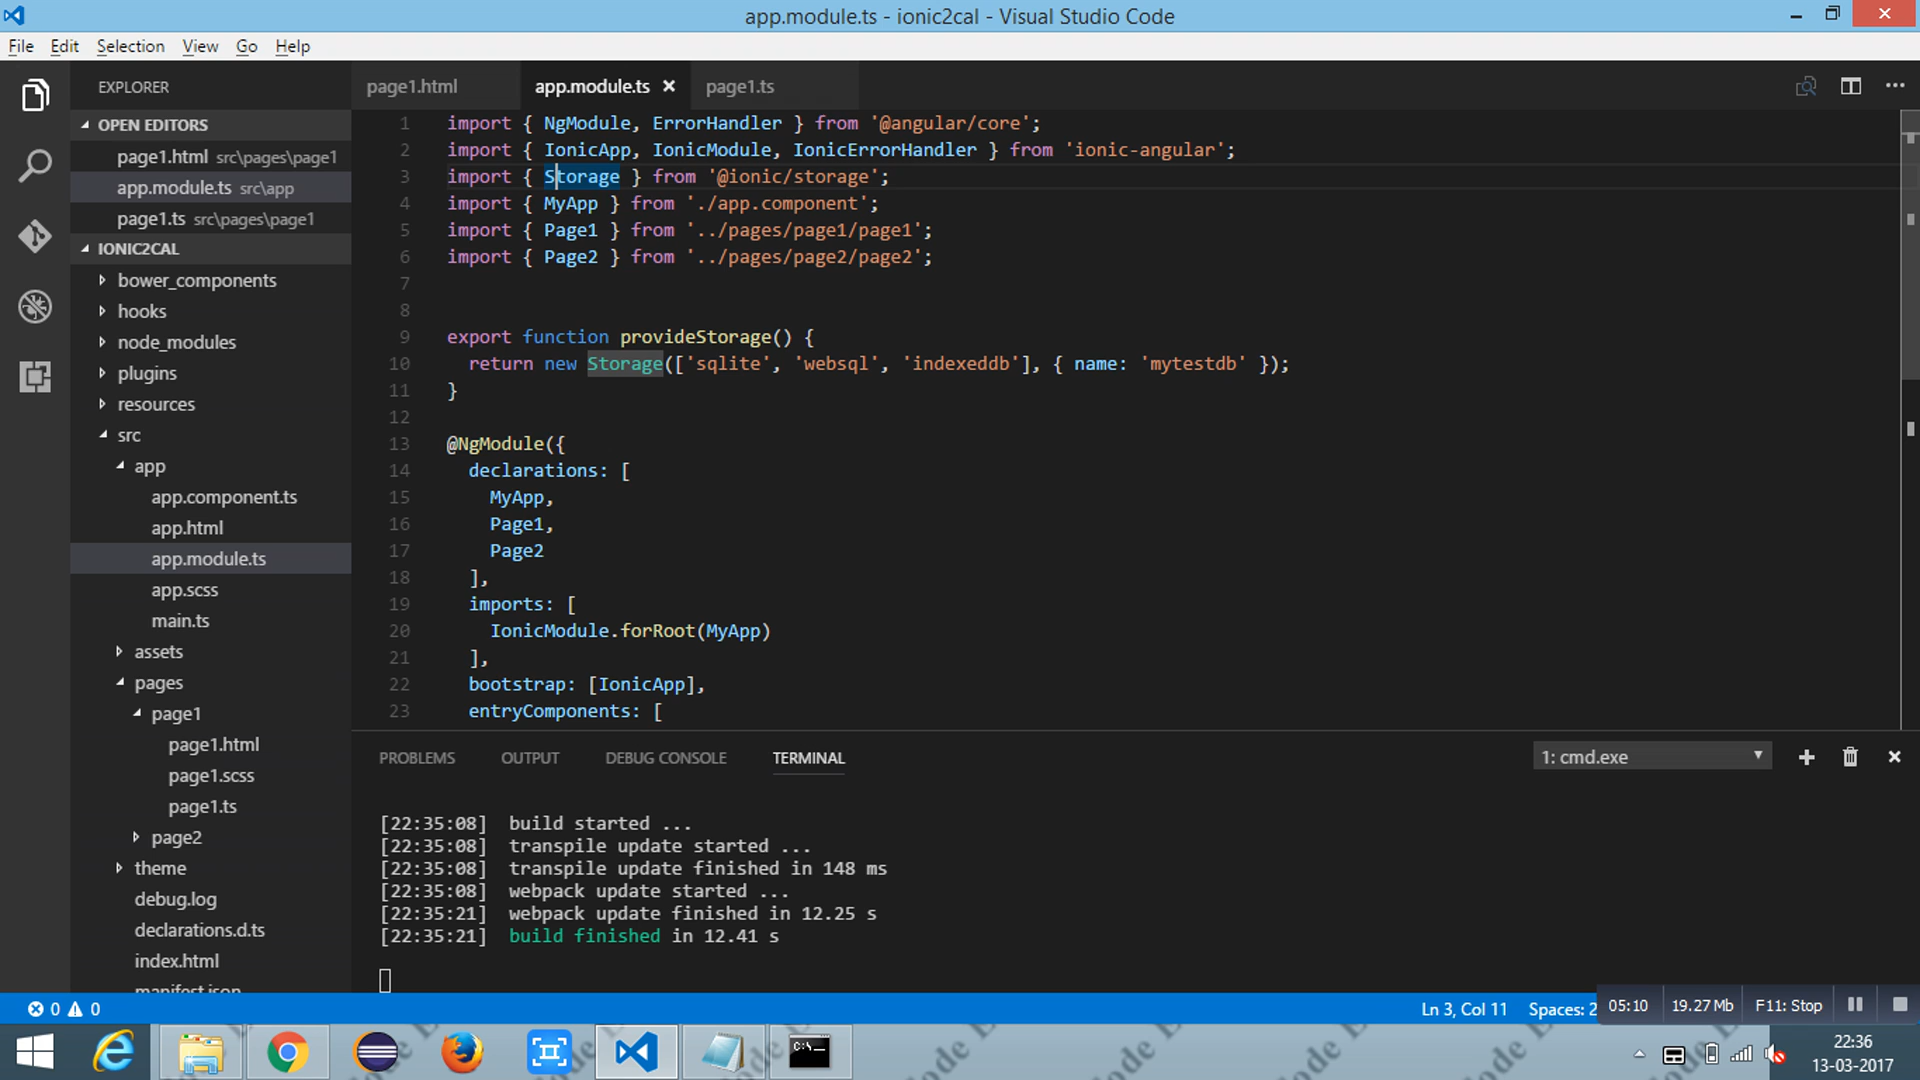 app.module.ts - ionic2cal - Visual Studio Code
File Edit Selection View Go Help
EXPLORER
OPEN EDITORS
page1.html src\pages\page1
app.module.ts src\app
page1.ts src\pages\page1
IONIC2CAL
bower_components
hooks
node_modules
plugins
resources
src
app
app.component.ts
app.html
app.module.ts
app.scss
main.ts
assets
pages
page1
page1.html
page1.scss
page1.ts
page2
theme
debug.log
declarations.d.ts
index.html
manifest.json
page1.html app.module.ts page1.ts
1 import { NgModule, ErrorHandler } from '@angular/core';
2 import { IonicApp, IonicModule, IonicErrorHandler } from 'ionic-angular';
3 import { Storage } from '@ionic/storage';
4 import { MyApp } from './app.component';
5 import { Page1 } from '../pages/page1/page1';
6 import { Page2 } from '../pages/page2/page2';
7
8
9 export function provideStorage() {
10 return new Storage(['sqlite', 'websql', 'indexeddb'], { name: 'mytestdb' });
11 }
12
13 @NgModule({
14 declarations: [
15 MyApp,
16 Page1,
17 Page2
18 ],
19 imports: [
20 IonicModule.forRoot(MyApp)
21 ],
22 bootstrap: [IonicApp],
23 entryComponents: [
PROBLEMS OUTPUT DEBUG CONSOLE TERMINAL 1: cmd.exe
[22:35:08] build started ...
[22:35:08] transpile update started ...
[22:35:08] transpile update finished in 148 ms
[22:35:08] webpack update started ...
[22:35:21] webpack update finished in 12.25 s
[22:35:21] build finished in 12.41 s
0 0 Ln 3, Col 11 Spaces: 2 05:10 19.27 Mb F11: Stop
22:36
13-03-2017